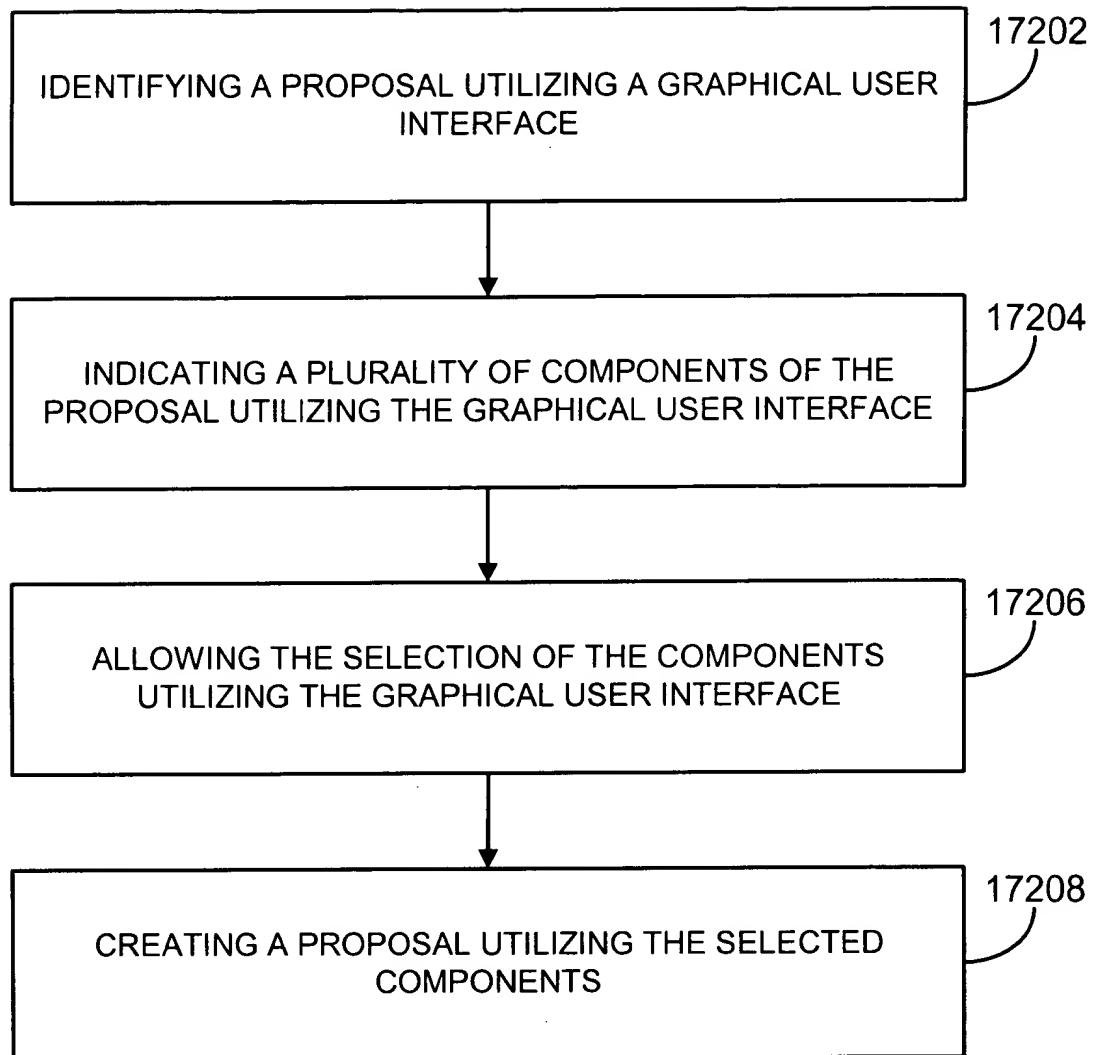 17202
IDENTIFYING A PROPOSAL UTILIZING A GRAPHICAL USER
INTERFACE
17204
INDICATING A PLURALITY OF COMPONENTS OF THE
PROPOSAL UTILIZING THE GRAPHICAL USER INTERFACE
17206
ALLOWING THE SELECTION OF THE COMPONENTS
UTILIZING THE GRAPHICAL USER INTERFACE
17208
CREATING A PROPOSAL UTILIZING THE SELECTED
COMPONENTS